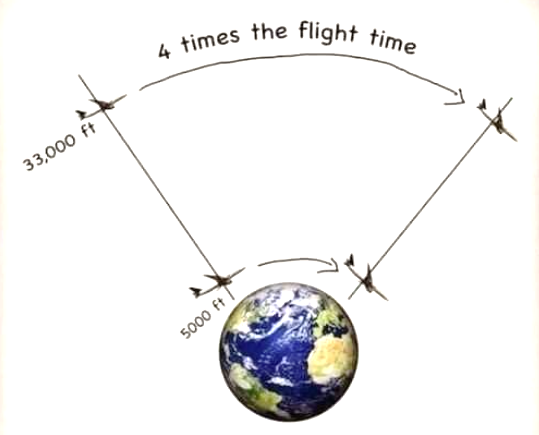 4 times the flight time
33,000 ft
5000 ft